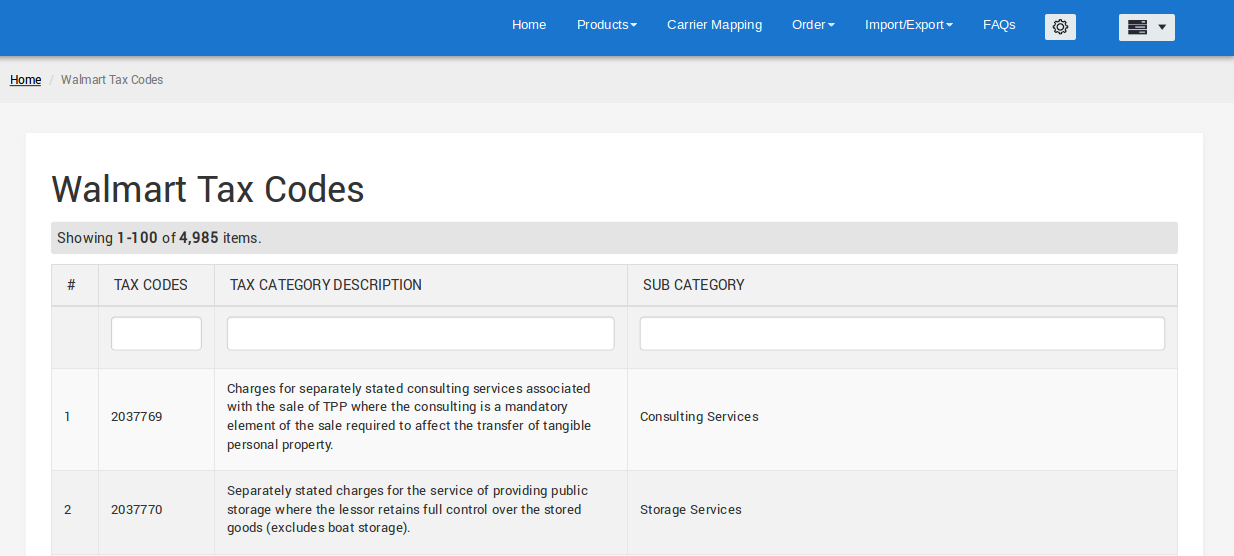 Home Products Carrier Mapping Order Import/Export FAQs
Home / Walmart Tax Codes
Walmart Tax Codes
Showing 1-100 of 4,985 items.
# TAX CODES TAX CATEGORY DESCRIPTION SUB CATEGORY
Charges for separately stated consulting services associated
with the sale of TPP where the consulting is a mandatory
1 2037769 Consulting Services
element of the sale required to affect the transfer of tangible
personal property.
Separately stated charges for the service of providing public
2 2037770 storage where the lessor retains full control over the stored Storage Services
goods (excludes boat storage).